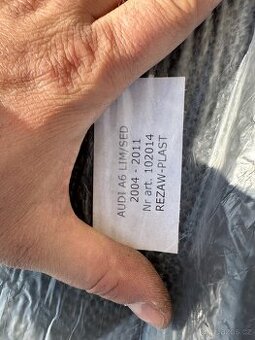 AUDI A6 LIM/SED
2004 - 2011
Nr art. 102014
REZAW-PLAST